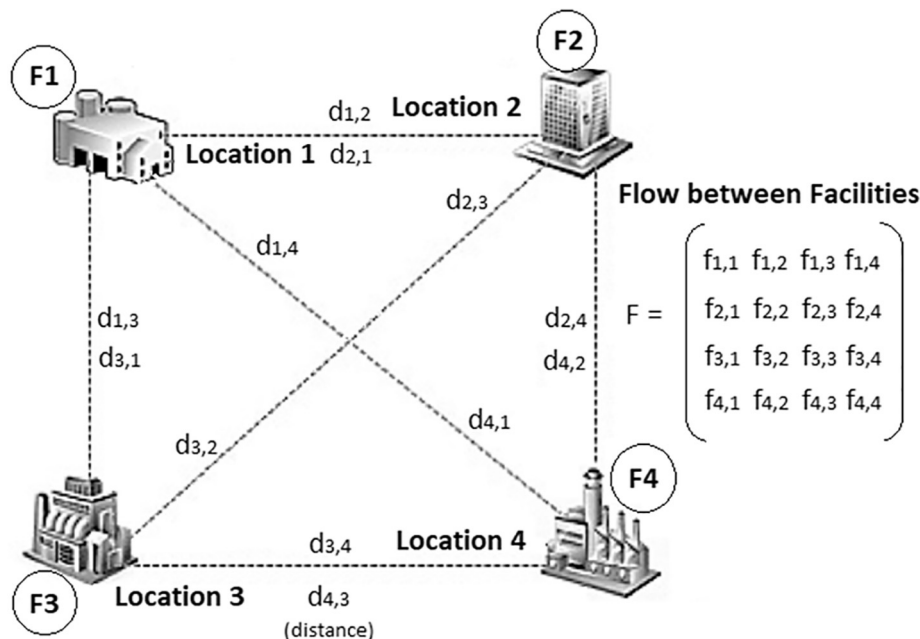 F1
F2
d1,2
Location 2
Location 1
d2,1
d2,3
Flow between Facilities
d1,4
F =
f1,1 f1,2 f1,3 f1,4
f2,1 f2,2 f2,3 f2,4
f3,1 f3,2 f3,3 f3,4
f4,1 f4,2 f4,3 f4,4
d1,3
d3,1
d2,4
d4,2
d3,2
d4,1
F4
d3,4
Location 4
F3
Location 3
d4,3
(distance)